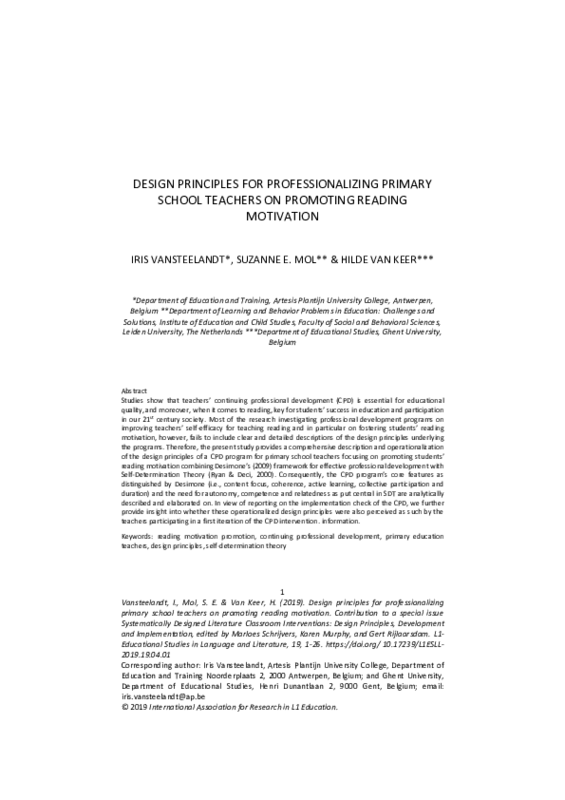 DESIGN PRINCIPLES FOR PROFESSIONALIZING PRIMARY
SCHOOL TEACHERS ON PROMOTING READING
MOTIVATION
IRIS VANSTEELANDT*, SUZANNE E. MOL** & HILDE VAN KEER***
*Department of Education and Training, Artesis Plantijn University College, Antwerpen,
Belgium **Department of Learning and Behavior Problems in Education: Challenges and
Solutions, Institute of Education and Child Studies, Faculty of Social and Behavioral Sciences,
Leiden University, The Netherlands ***Department of Educational Studies, Ghent University,
Belgium
Abstract
Studies show that teachers' continuing professional development (CPD) is essential for educational
quality, and moreover, when it comes to reading, key for students' success in education and participation
in our 21st century society. Most of the research investigating professional development programs on
improving teachers' self-efficacy for teaching reading and in particular on fostering students' reading
motivation, however, fails to include clear and detailed descriptions of the design principles underlying
the programs. Therefore, the present study provides a comprehensive description and operationalization
of the design principles of a CPD program for primary school teachers focusing on promoting students'
reading motivation combining Desimone's (2009) framework for effective professional development with
Self-Determination Theory (Ryan & Deci, 2000). Consequently, the CPD program's core features as
distinguished by Desimone (i.e., content focus, coherence, active learning, collective participation and
duration) and the need for autonomy, competence and relatedness as put central in SDT are analytically
described and elaborated on. In view of reporting on the implementation check of the CPD, we further
provide insight into whether these operationalised design principles were also perceived as such by the
teachers participating in a first iteration of the CPD intervention. information.
Keywords: reading motivation promotion, continuing professional development, primary education
teachers, design principles, self-determination theory
1
Vansteelandt, I., Mol, S. E. & Van Keer, H. (2019). Design principles for professionalizing
primary school teachers on promoting reading motivation. Contribution to a special issue
Systematically Designed Literature Classroom Interventions: Design Principles, Development
and Implementation, edited by Marloes Schrijvers, Karen Murphy, and Gert Rijlaarsdam. L1-
Educational Studies in Language and Literature, 19, 1-26. https://doi.org/ 10.17239/L1ESLL-
2019.19.04.01
Corresponding author: Iris Vansteelandt, Artesis Plantijn University College, Department of
Education and Training Noorderplaats 2, 2000 Antwerpen, Belgium; and Ghent University,
Department of Educational Studies, Henri Dunantlaan 2, 9000 Gent, Belgium; email:
iris.vansteelandt@ap.be
© 2019 International Association for Research in L1 Education.